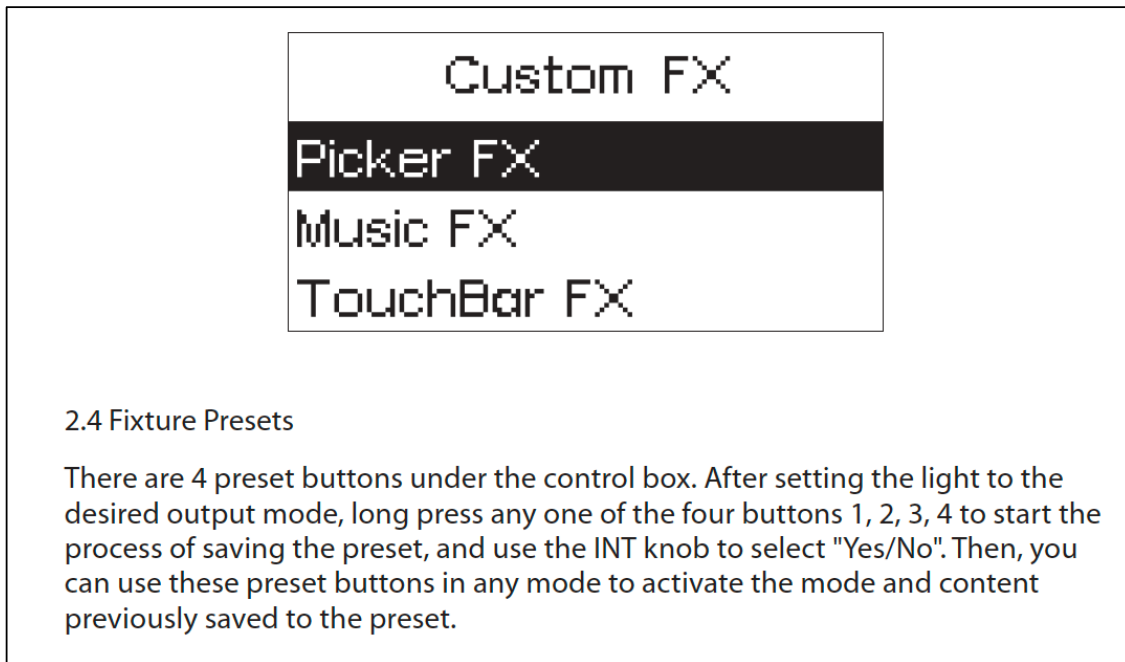 Custom FX
Picker FX
Music FX
TouchBar FX
2.4 Fixture Presets
There are 4 preset buttons under the control box. After setting the light to the
desired output mode, long press any one of the four buttons 1, 2, 3, 4 to start the
process of saving the preset, and use the INT knob to select "Yes/No". Then, you
can use these preset buttons in any mode to activate the mode and content
previously saved to the preset.